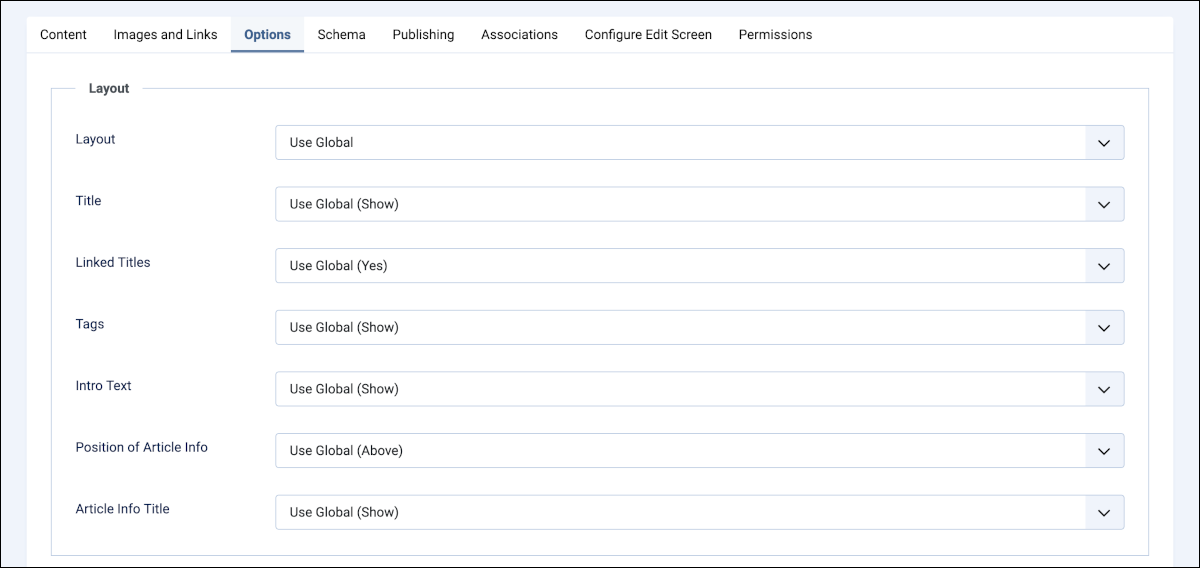 Content Images and Links Options Schema Publishing Associations Configure Edit Screen Permissions
Layout
Layout Use Global
Title Use Global (Show)
Linked Titles Use Global (Yes)
Tags Use Global (Show)
Intro Text Use Global (Show)
Position of Article Info Use Global (Above)
Article Info Title Use Global (Show)